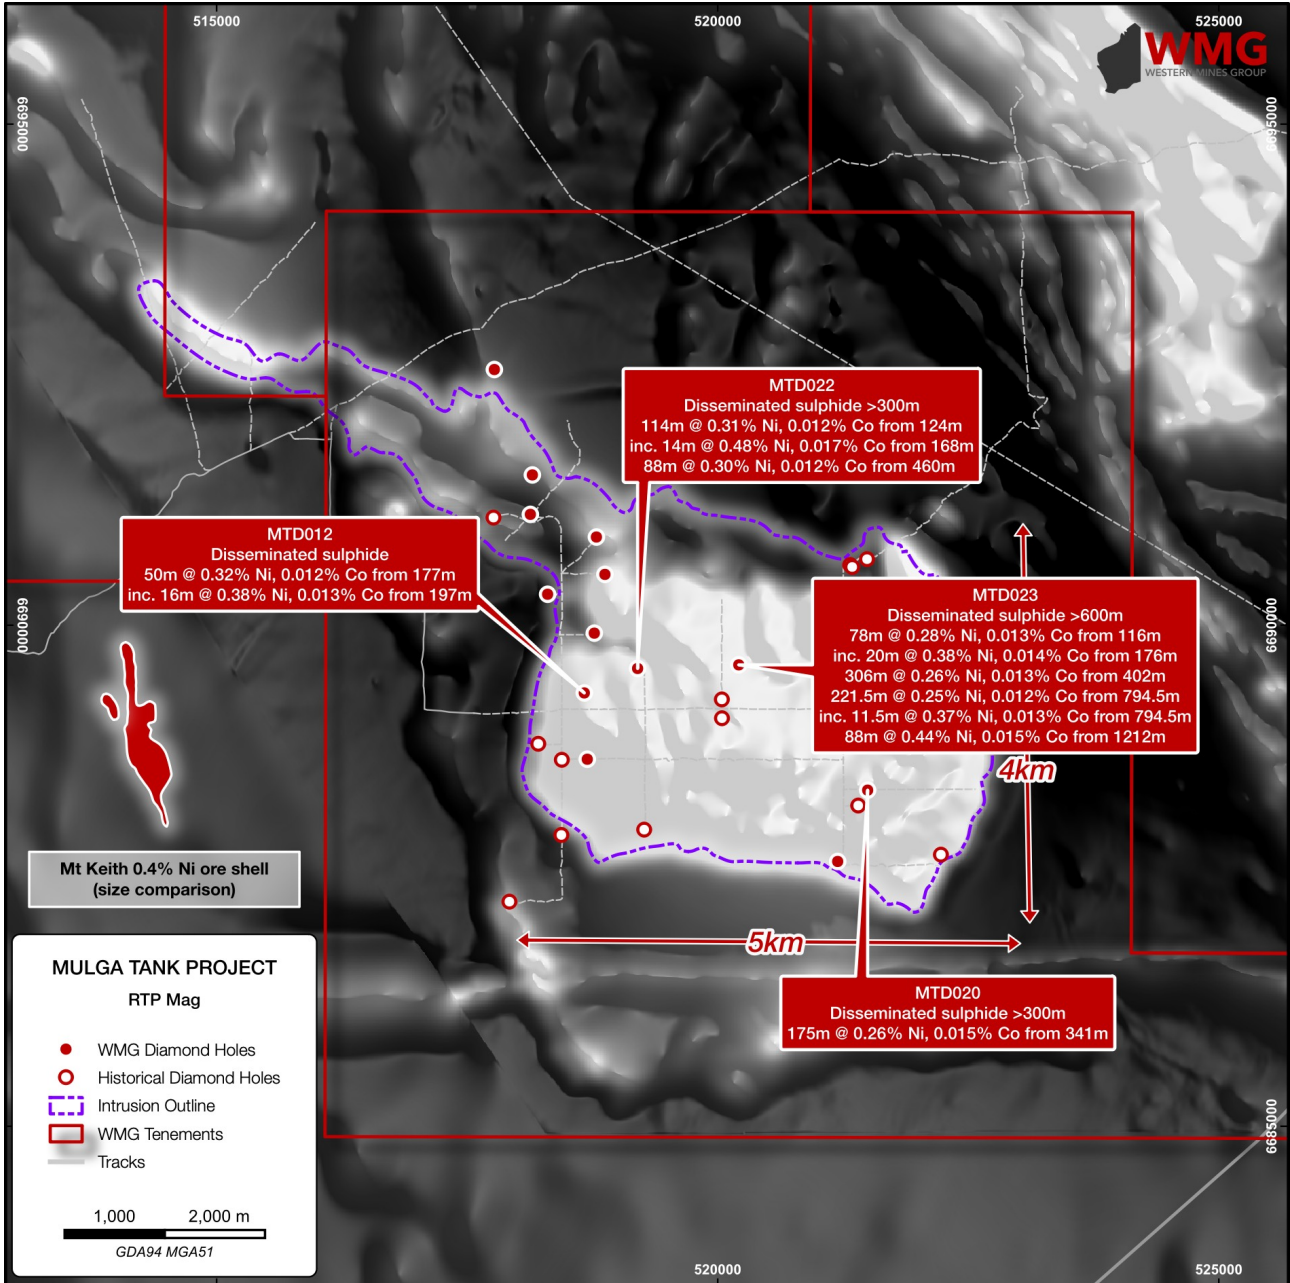 515000
520000
525000
WMG
WESTERN MINES GROUP
6695000
6695000
MTD022
Disseminated sulphide >300m
114m @ 0.31% Ni, 0.012% Co from 124m
inc. 14m @ 0.48% Ni, 0.017% Co from 168m
88m @ 0.30% Ni, 0.012% Co from 460m
MTD012
Disseminated sulphide
50m @ 0.32% Ni, 0.012% Co from 177m
inc. 16m @ 0.38% Ni, 0.013% Co from 197m
MTD023
Disseminated sulphide >600m
78m @ 0.28% Ni, 0.013% Co from 116m
inc. 20m @ 0.38% Ni, 0.014% Co from 176m
306m @ 0.26% Ni, 0.013% Co from 402m
221.5m @ 0.25% Ni, 0.012% Co from 794.5m
inc. 11.5m @ 0.37% Ni, 0.013% Co from 794.5m
88m @ 0.44% Ni, 0.015% Co from 1212m
6690000
6690000
4km
Mt Keith 0.4% Ni ore shell
(size comparison)
5km
MTD020
Disseminated sulphide >300m
175m @ 0.26% Ni, 0.015% Co from 341m
MULGA TANK PROJECT
RTP Mag
WMG Diamond Holes
Historical Diamond Holes
Intrusion Outline
WMG Tenements
Tracks
1,000
2,000 m
GDA94 MGA51
6685000
520000
525000